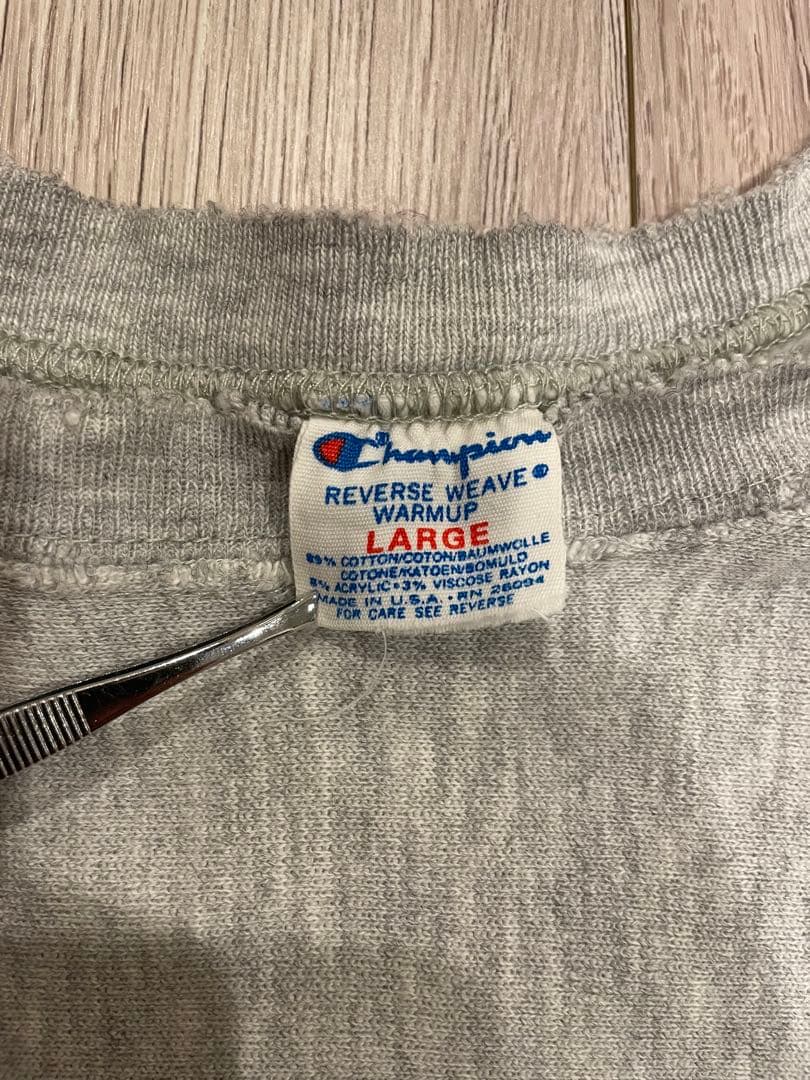 Champion®
REVERSE WEAVE®
WARMUP
LARGE
89% COTTON/COTON/BAUMWOLLE
COTONE/KATOEN/BOMULD
8% ACRYLIC•3% VISCOSE RAYON
MADE IN U.S.A.•RN 26094
FOR CARE SEE REVERSE